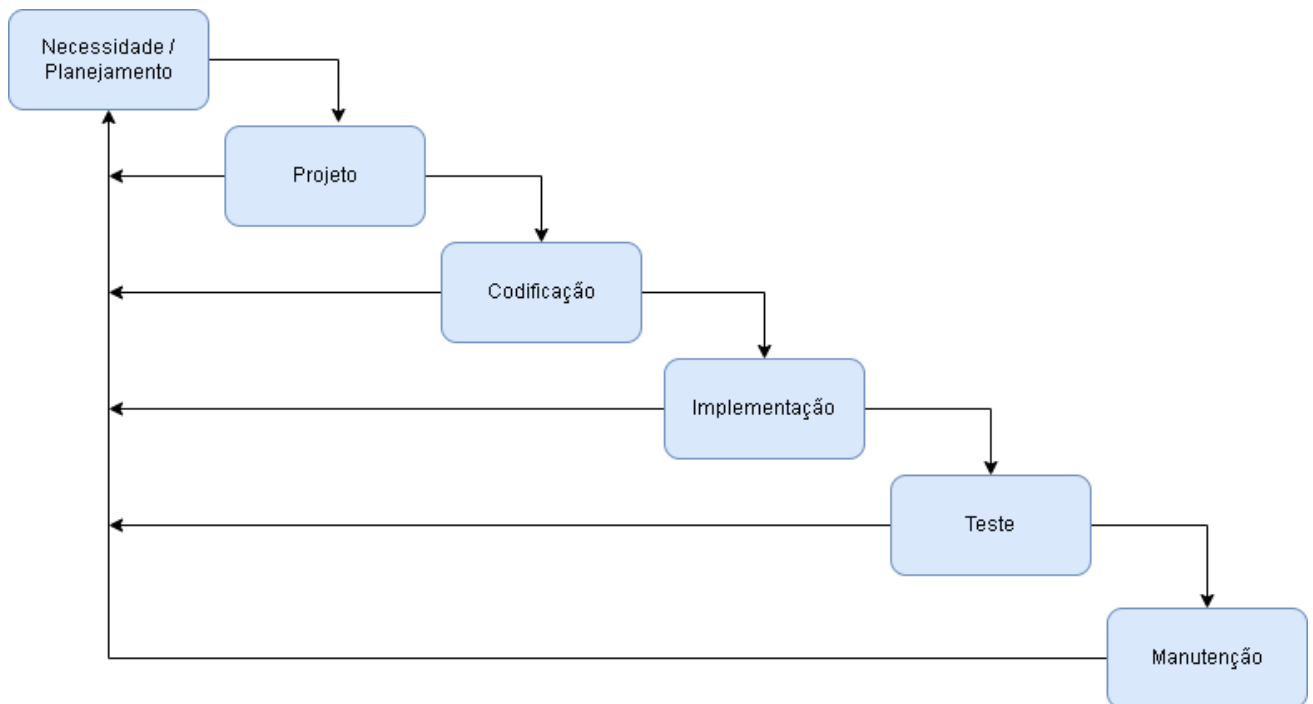 Necessidade /
Planejamento
Projeto
Codificação
Implementação
Teste
Manutenção